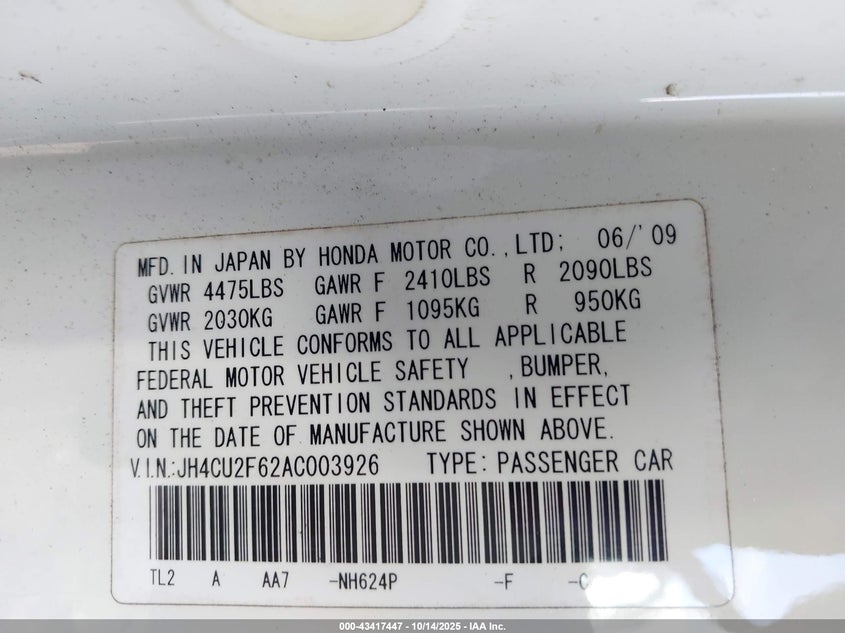 MFD. IN JAPAN BY HONDA MOTOR CO., LTD; 06/'09
GVWR 4475LBS GAWR F 2410LBS R 2090LBS
GVWR 2030KG GAWR F 1095KG R 950KG
THIS VEHICLE CONFORMS TO ALL APPLICABLE
FEDERAL MOTOR VEHICLE SAFETY , BUMPER,
AND THEFT PREVENTION STANDARDS IN EFFECT
ON THE DATE OF MANUFACTURE SHOWN ABOVE.
V.I.N.:JH4CU2F62AC003926 TYPE: PASSENGER CAR
TL2 A AA7 -NH624P -F -C
000-43417447 - 10/14/2025 - IAA Inc.